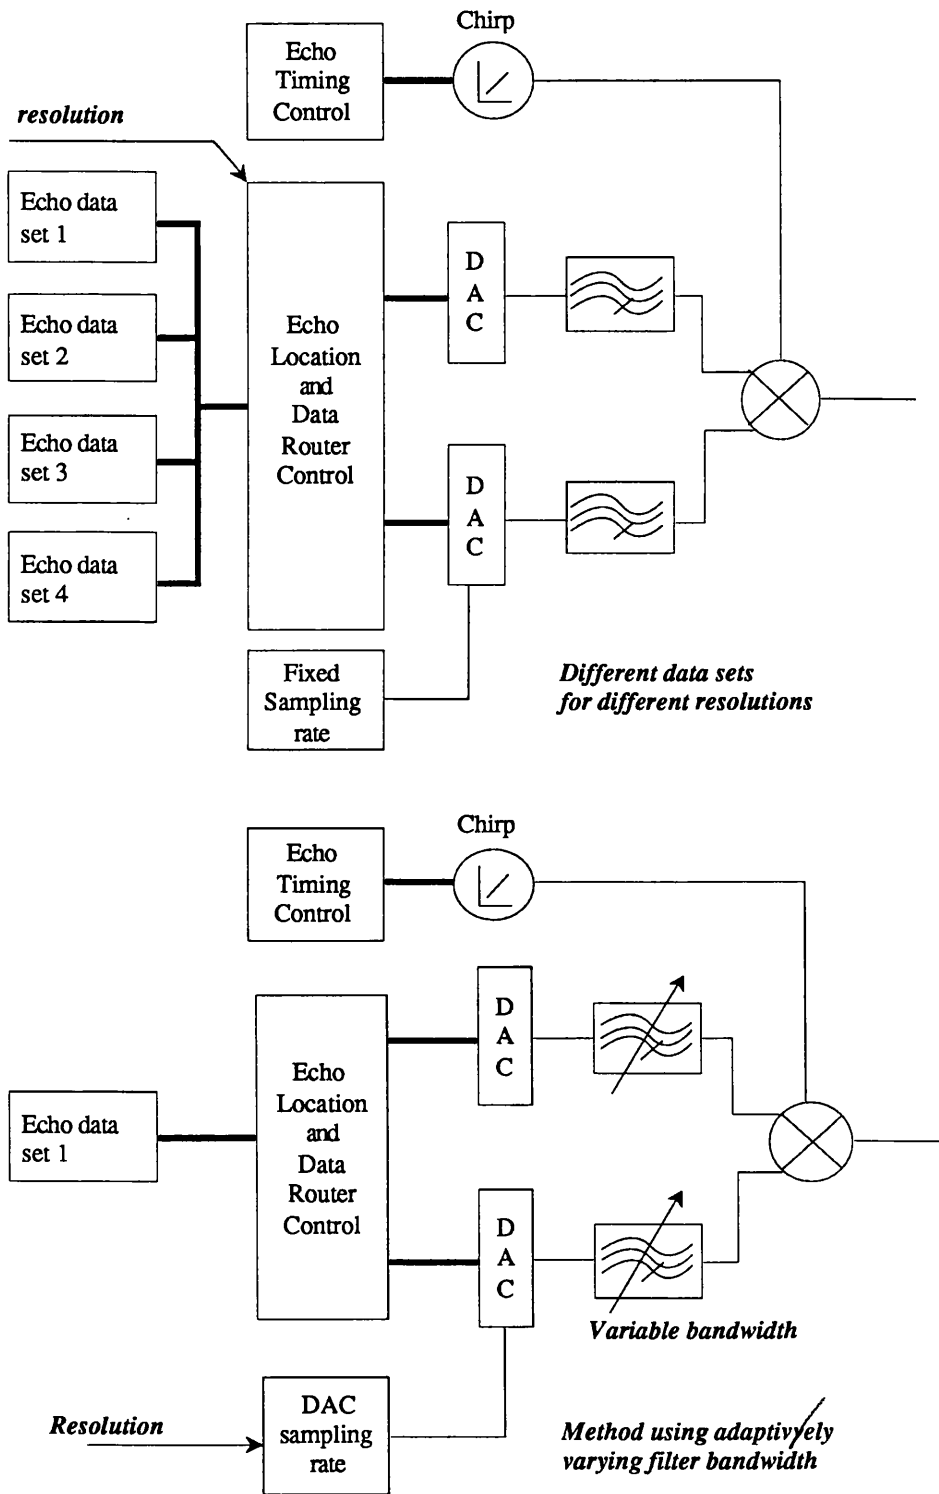 Chirp
Echo
Timing
Control
resolution
Echo data
set 1
Echo data
set 2
Echo data
set 3
Echo data
set 4
Echo
Location
and
Data
Router
Control
D
A
C
D
A
C
Fixed
Sampling
rate
Different data sets
for different resolutions
Chirp
Echo
Timing
Control
Echo data
set 1
Echo
Location
and
Data
Router
Control
D
A
C
D
A
C
Variable bandwidth
Resolution
DAC
sampling
rate
Method using adaptivyely
varying filter bandwidth